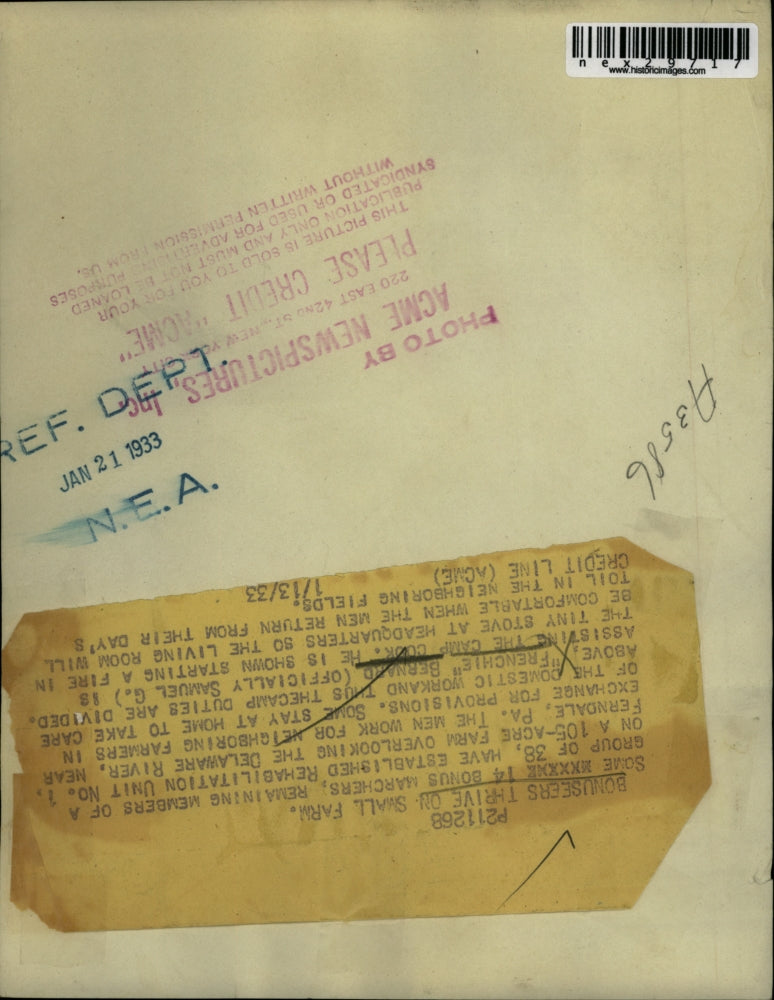 nex29717
www.historicimages.com
PHOTO BY
ACME NEWSPICTURES, Inc.
220 EAST 42ND ST., NEW YORK CITY
PLEASE CREDIT "ACME"
THIS PICTURE IS SOLD TO YOU FOR YOUR
PUBLICATION ONLY AND MUST NOT BE LOANED
SYNDICATED OR USED FOR ADVERTISING PURPOSES
WITHOUT WRITTEN PERMISSION FROM US.
REF. DEPT.
JAN 21 1933
N.E.A.
A3586
P211268
BONUSEERS THRIVE ON SMALL FARM.
SOME XXXXXE 14 BONUS MARCHERS, REMAINING MEMBERS OF A
GROUP OF 38, HAVE ESTABLISHED REHABILITATION UNIT NO. 1,
ON A 105-ACRE FARM OVERLOOKING THE DELAWARE RIVER, NEAR
FERNDALE, PA. THE MEN WORK FOR NEIGHBORING FARMERS IN
EXCHANGE FOR PROVISIONS. SOME STAY AT HOME TO TAKE CARE
OF THE DOMESTIC WORKAND THUS THECAMP DUTIES ARE DIVIDED.
ABOVE, "FRENCHIE" BERNARD (OFFICIALLY SAMUEL G.) IS
ASSISTING THE CAMP COOK. HE IS SHOWN STARTING A FIRE IN
THE TINY STOVE AT HEADQUARTERS SO THE LIVING ROOM WILL
BE COMFORTABLE WHEN THE MEN RETURN FROM THEIR DAY'S
TOIL IN THE NEIGHBORING FIELDS.
CREDIT LINE (ACME) 1/13/33